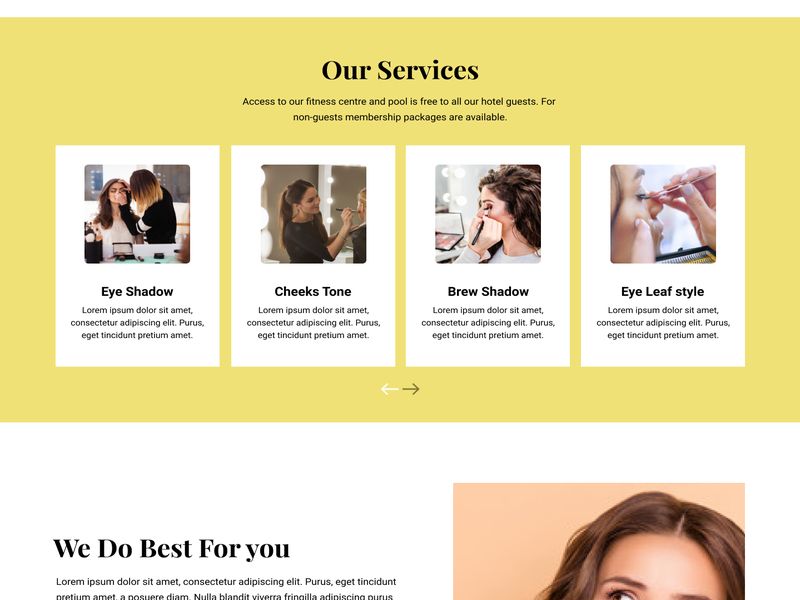 Our Services
Access to our fitness centre and pool is free to all our hotel guests. For
non-guests membership packages are available.
Eye Shadow
Lorem ipsum dolor sit amet,
consectetur adipiscing elit. Purus,
eget tincidunt pretium amet.
Cheeks Tone
Lorem ipsum dolor sit amet,
consectetur adipiscing elit. Purus,
eget tincidunt pretium amet.
Brew Shadow
Lorem ipsum dolor sit amet,
consectetur adipiscing elit. Purus,
eget tincidunt pretium amet.
Eye Leaf style
Lorem ipsum dolor sit amet,
consectetur adipiscing elit. Purus,
eget tincidunt pretium amet.
We Do Best For you
Lorem ipsum dolor sit amet, consectetur adipiscing elit. Purus, eget tincidunt
pretium amet, a posuere diam. Nulla blandit viverra fringilla adipiscing purus